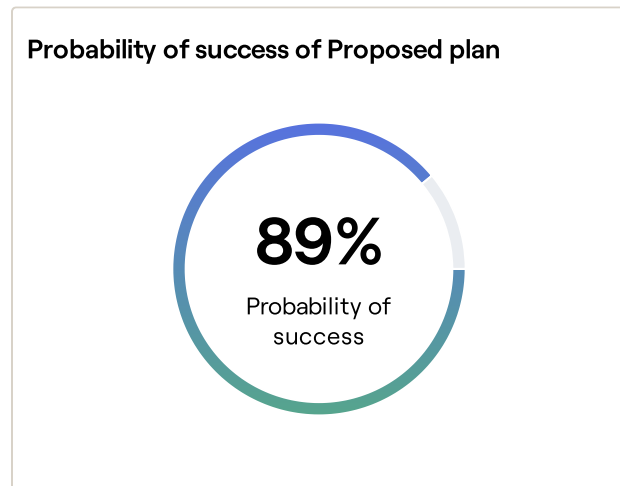 Probability of success of Proposed plan
89%
Probability of
success